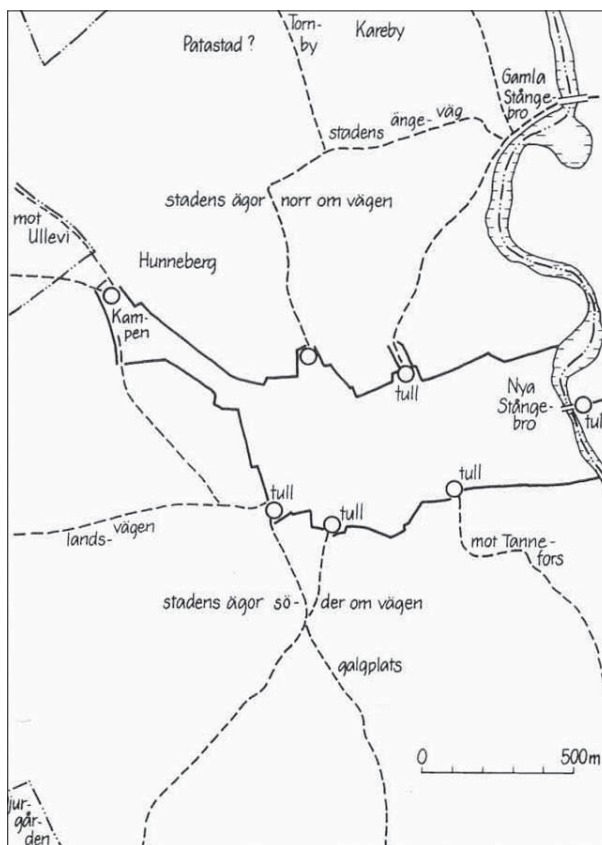 Torn-
by
Kareby
Patastad ?
Gamla
Stånge-
bro
stadens änge- väg
stadens ägor norr om vägen
mot
Ullevi
Hunneberg
Kam-
pen
tull
Nya
Stånge-
bro
tull
tull
tull
tull
lands- vägen
mot Tanne-
fors
stadens ägor sö- der om vägen
galgplats
0 500m
jur-
går-
den